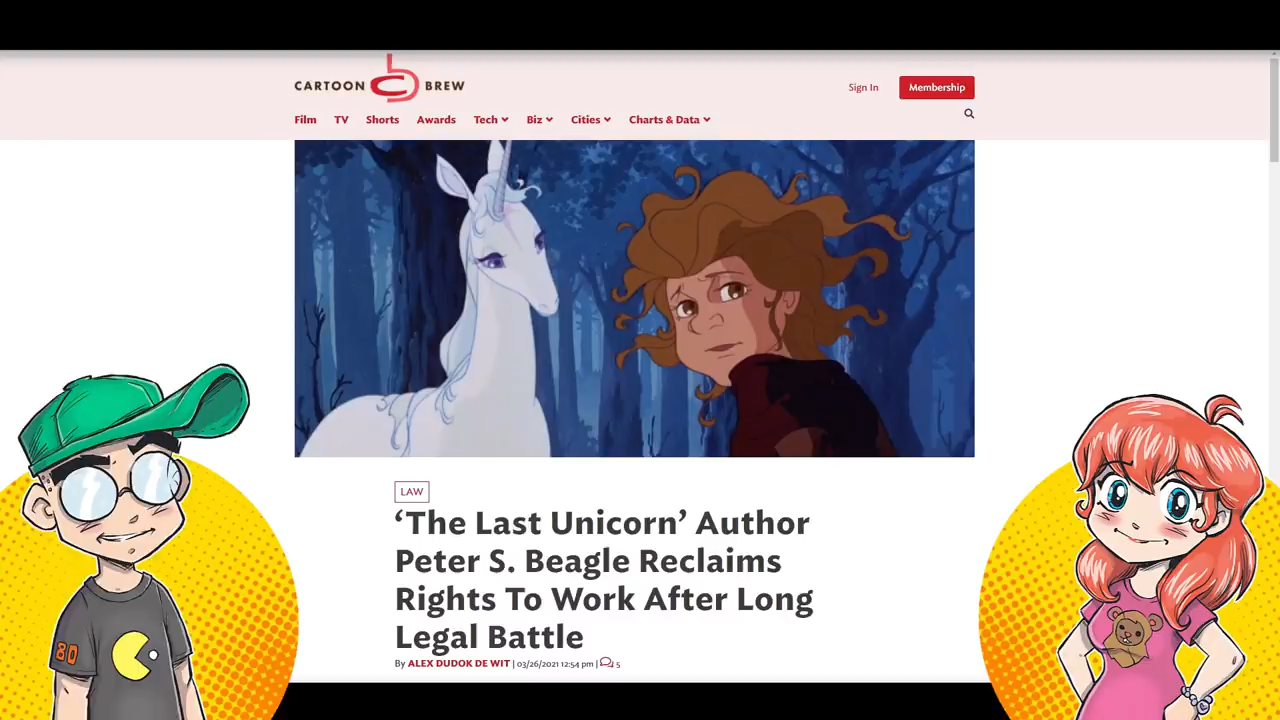 CARTOON BREW
Sign In
Membership
Film TV Shorts Awards Tech Biz Cities Charts & Data
LAW
‘The Last Unicorn’ Author
Peter S. Beagle Reclaims
Rights To Work After Long
Legal Battle
By ALEX DUDOK DE WIT | 03/26/2021 12:54 pm | 5
80